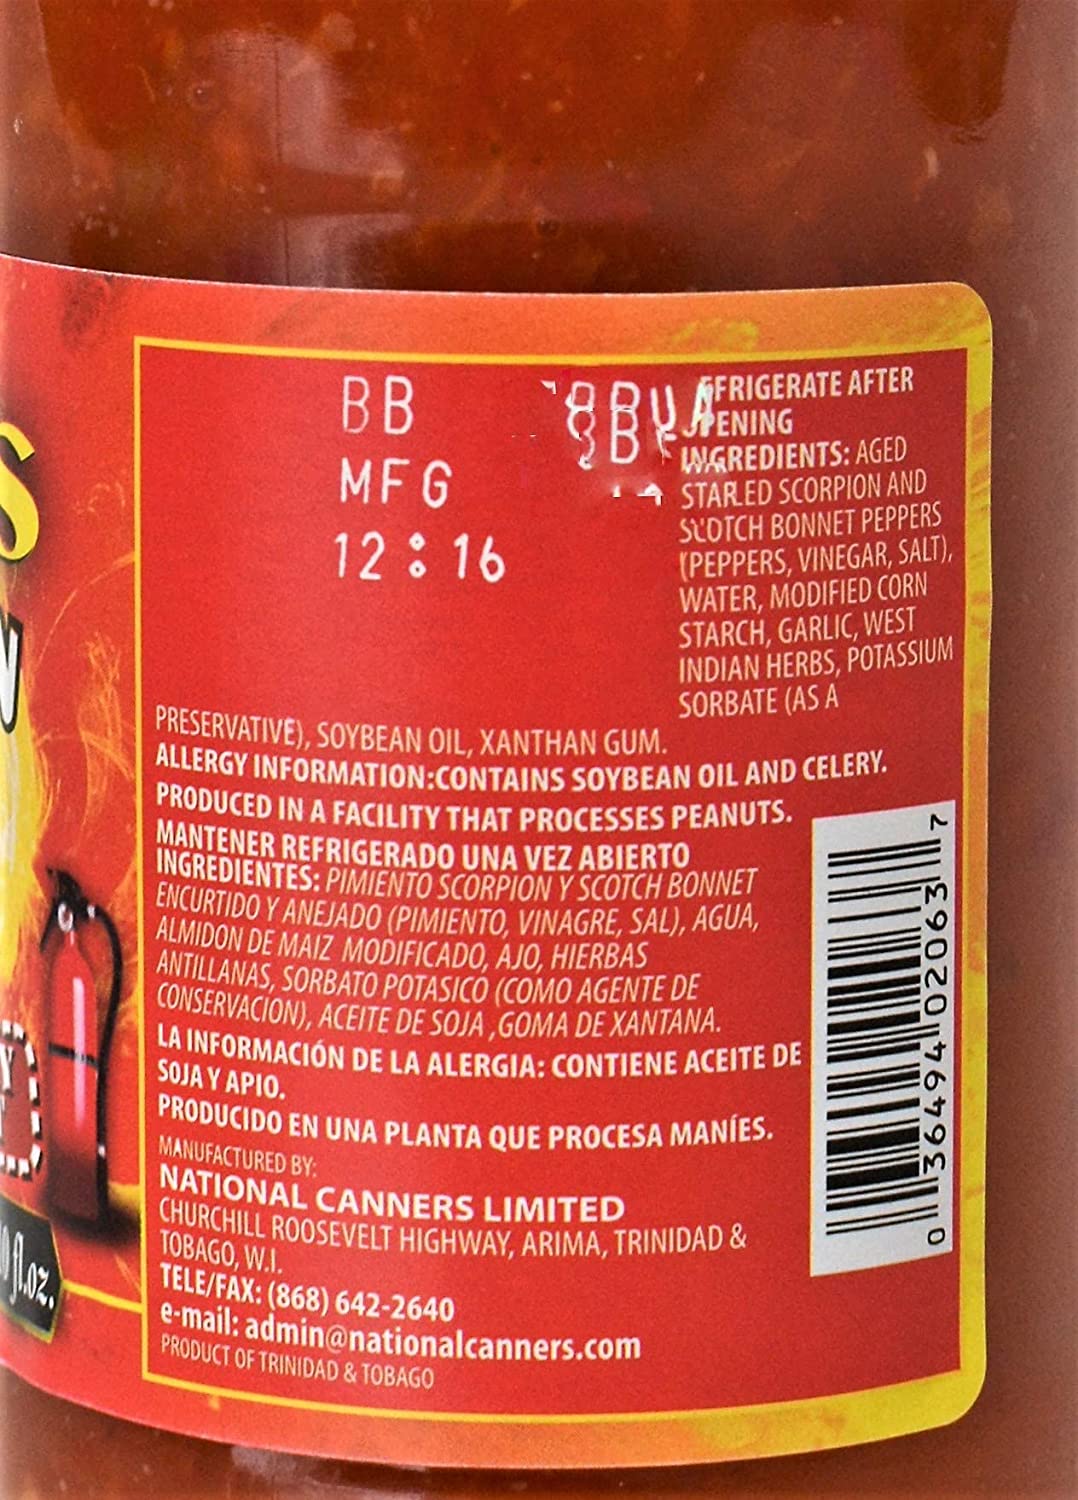 S
N
Y
T
10 fl.oz.
BB
MFG
12:16
REFRIGERATE AFTER
OPENING
INGREDIENTS: AGED
SCORPION AND
SCOTCH BONNET PEPPERS
(PEPPERS, VINEGAR, SALT),
WATER, MODIFIED CORN
STARCH, GARLIC, WEST
INDIAN HERBS, POTASSIUM
SORBATE (AS A
PRESERVATIVE), SOYBEAN OIL, XANTHAN GUM.
ALLERGY INFORMATION:CONTAINS SOYBEAN OIL AND CELERY.
PRODUCED IN A FACILITY THAT PROCESSES PEANUTS.
MANTENER REFRIGERADO UNA VEZ ABIERTO
INGREDIENTES: PIMIENTO SCORPION Y SCOTCH BONNET
ENCURTIDO Y ANEJADO (PIMIENTO, VINAGRE, SAL), AGUA,
ALMIDON DE MAIZ MODIFICADO, AJO, HIERBAS
ANTILLANAS, SORBATO POTASICO (COMO AGENTE DE
CONSERVACION), ACEITE DE SOJA ,GOMA DE XANTANA.
LA INFORMACIÓN DE LA ALERGIA: CONTIENE ACEITE DE
SOJA Y APIO.
PRODUCIDO EN UNA PLANTA QUE PROCESA MANÍES.
MANUFACTURED BY:
NATIONAL CANNERS LIMITED
CHURCHILL ROOSEVELT HIGHWAY, ARIMA, TRINIDAD &
TOBAGO, W.I.
TELE/FAX: (868) 642-2640
e-mail: admin@nationalcanners.com
PRODUCT OF TRINIDAD & TOBAGO
0 36494 02063 7